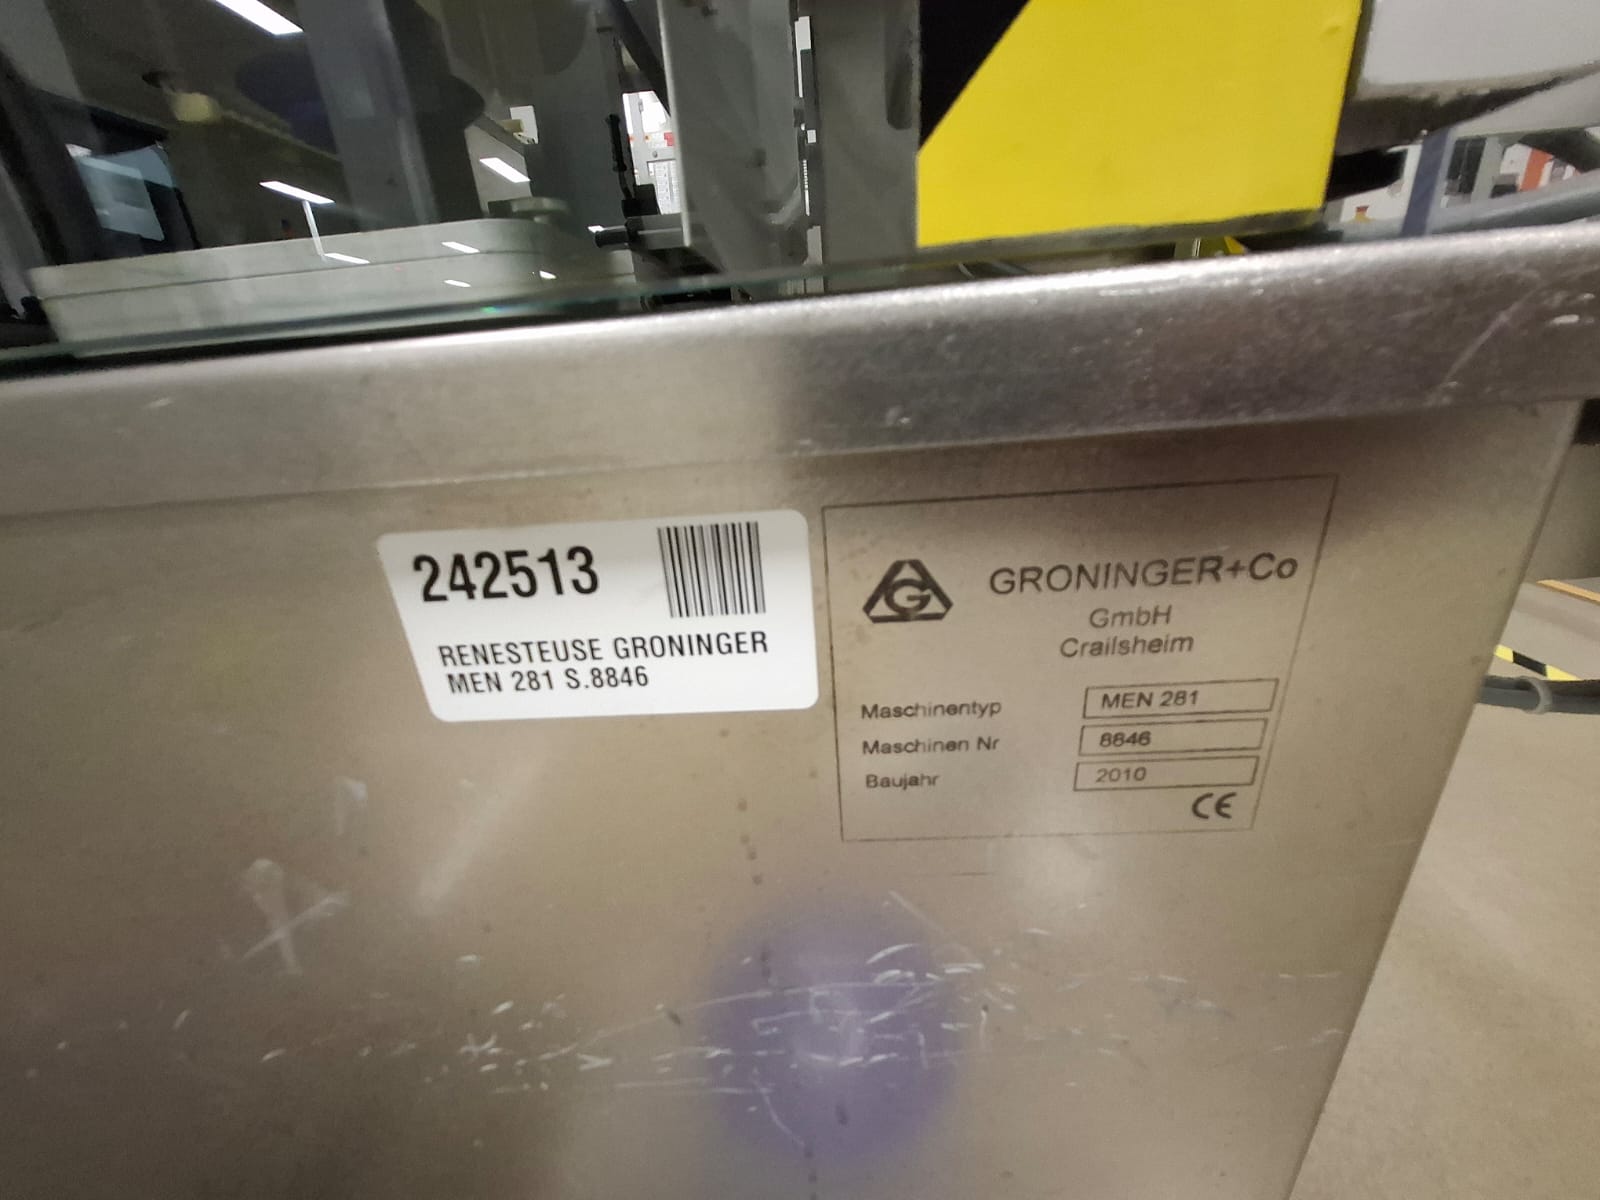 242513
RENESTEUSE GRONINGER
MEN 281 S.8846
G
GRONINGER+Co
GmbH
Crailsheim
Maschinentyp MEN 281
Maschinen Nr 8846
Baujahr 2010
CE